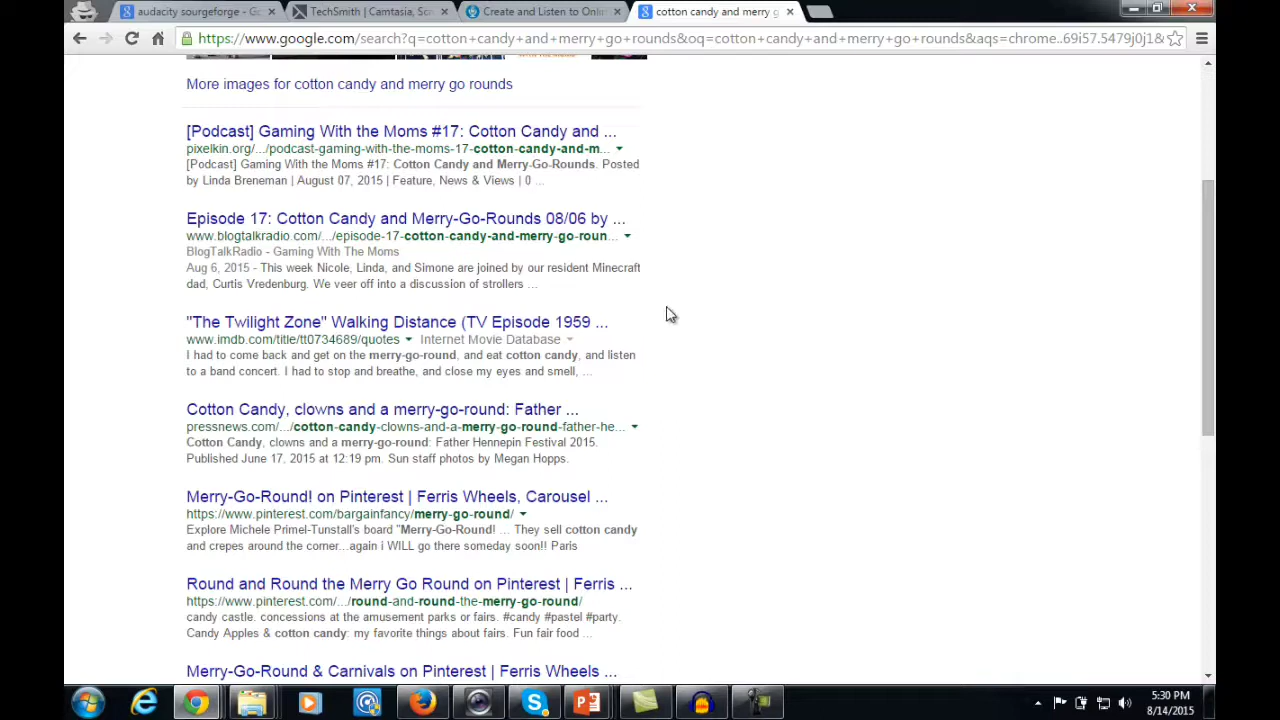 audacity sourgeforge - Go
TechSmith | Camtasia, Sc
Create and Listen to Onli
cotton candy and merry g
https://www.google.com/search?q=cotton+candy+and+merry+go+rounds&oq=cotton+candy+and+merry+go+rounds&aqs=chrome..69i57.5479j0j1&
More images for cotton candy and merry go rounds
[Podcast] Gaming With the Moms #17: Cotton Candy and ...
pixelkin.org/.../podcast-gaming-with-the-moms-17-cotton-candy-and-m...
[Podcast] Gaming With the Moms #17: Cotton Candy and Merry-Go-Rounds. Posted
by Linda Breneman | August 07, 2015 | Feature, News & Views | 0 ...
Episode 17: Cotton Candy and Merry-Go-Rounds 08/06 by ...
www.blogtalkradio.com/.../episode-17-cotton-candy-and-merry-go-roun...
BlogTalkRadio - Gaming With The Moms
Aug 6, 2015 - This week Nicole, Linda, and Simone are joined by our resident Minecraft
dad, Curtis Vredenburg. We veer off into a discussion of strollers ...
"The Twilight Zone" Walking Distance (TV Episode 1959 ...
www.imdb.com/title/tt0734689/quotes Internet Movie Database
I had to come back and get on the merry-go-round, and eat cotton candy, and listen
to a band concert. I had to stop and breathe, and close my eyes and smell, ...
Cotton Candy, clowns and a merry-go-round: Father ...
pressnews.com/.../cotton-candy-clowns-and-a-merry-go-round-father-he...
Cotton Candy, clowns and a merry-go-round: Father Hennepin Festival 2015.
Published June 17, 2015 at 12:19 pm. Sun staff photos by Megan Hopps.
Merry-Go-Round! on Pinterest | Ferris Wheels, Carousel ...
https://www.pinterest.com/bargainfancy/merry-go-round/
Explore Michele Primel-Tunstall's board "Merry-Go-Round! ... They sell cotton candy
and crepes around the corner...again i WILL go there someday soon!! Paris
Round and Round the Merry Go Round on Pinterest | Ferris ...
https://www.pinterest.com/.../round-and-round-the-merry-go-round/
candy castle. concessions at the amusement parks or fairs. #candy #pastel #party.
Candy Apples & cotton candy: my favorite things about fairs. Fun fair food ...
Merry-Go-Round & Carnivals on Pinterest | Ferris Wheels ...
5:30 PM
8/14/2015